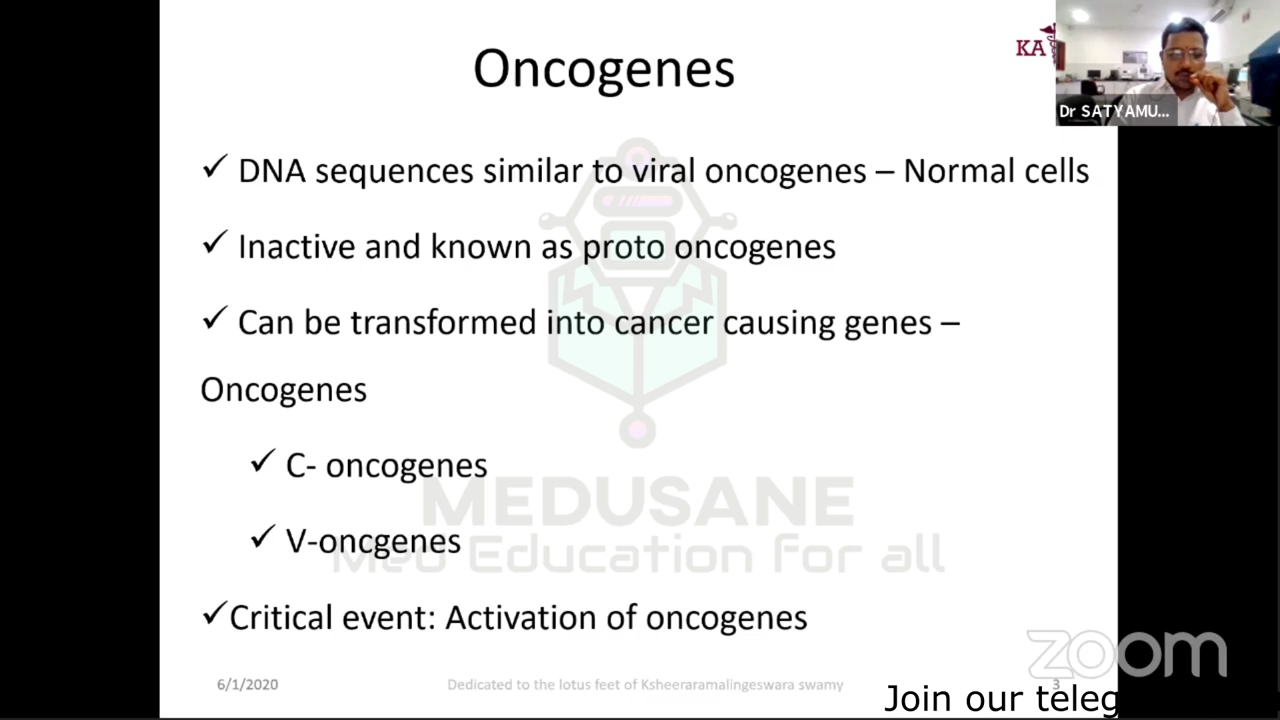 Oncogenes
KA
Dr SATYAMU...
✓ DNA sequences similar to viral oncogenes – Normal cells
✓ Inactive and known as proto oncogenes
✓ Can be transformed into cancer causing genes –
Oncogenes
✓ C- oncogenes
✓ V-oncgenes
MEDUSANE
Med Education for all
✓Critical event: Activation of oncogenes
zoom
6/1/2020
Dedicated to the lotus feet of Ksheeraramalingeswara swamy
3
Join our teleg